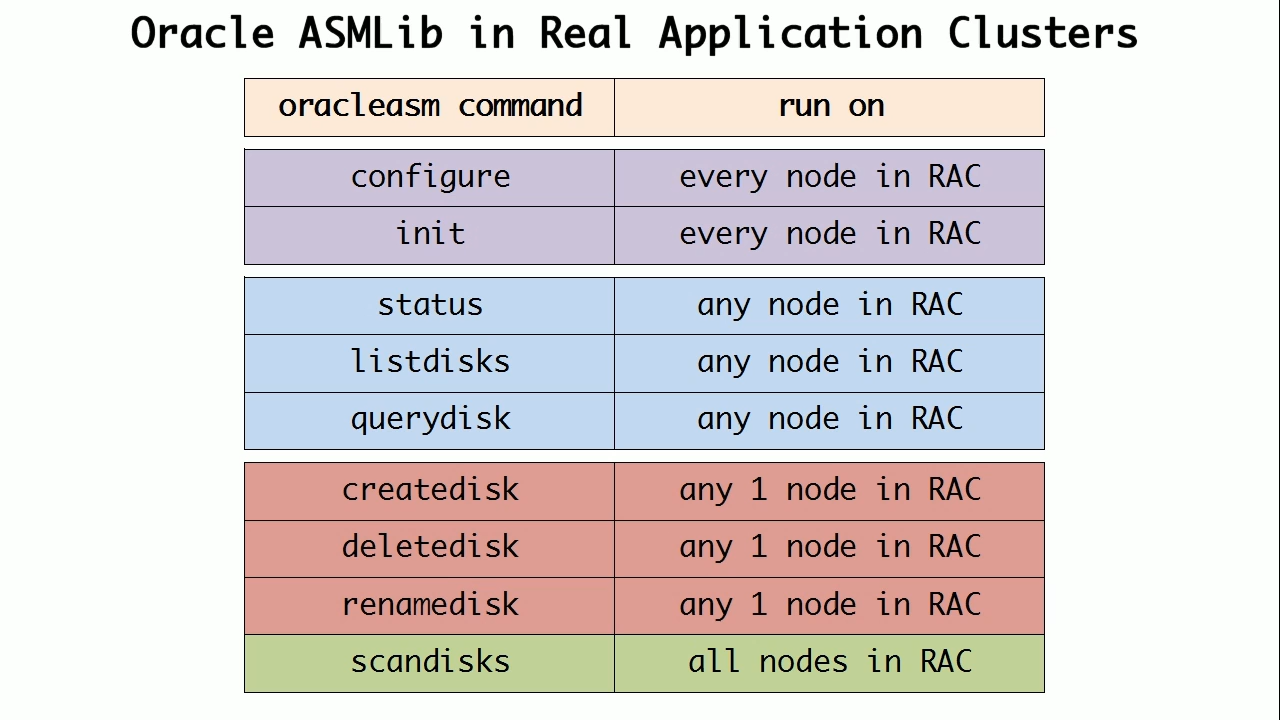 Oracle ASMLib in Real Application Clusters
oracleasm command run on
configure every node in RAC
init every node in RAC
status any node in RAC
listdisks any node in RAC
querydisk any node in RAC
createdisk any 1 node in RAC
deletedisk any 1 node in RAC
renamedisk any 1 node in RAC
scandisks all nodes in RAC